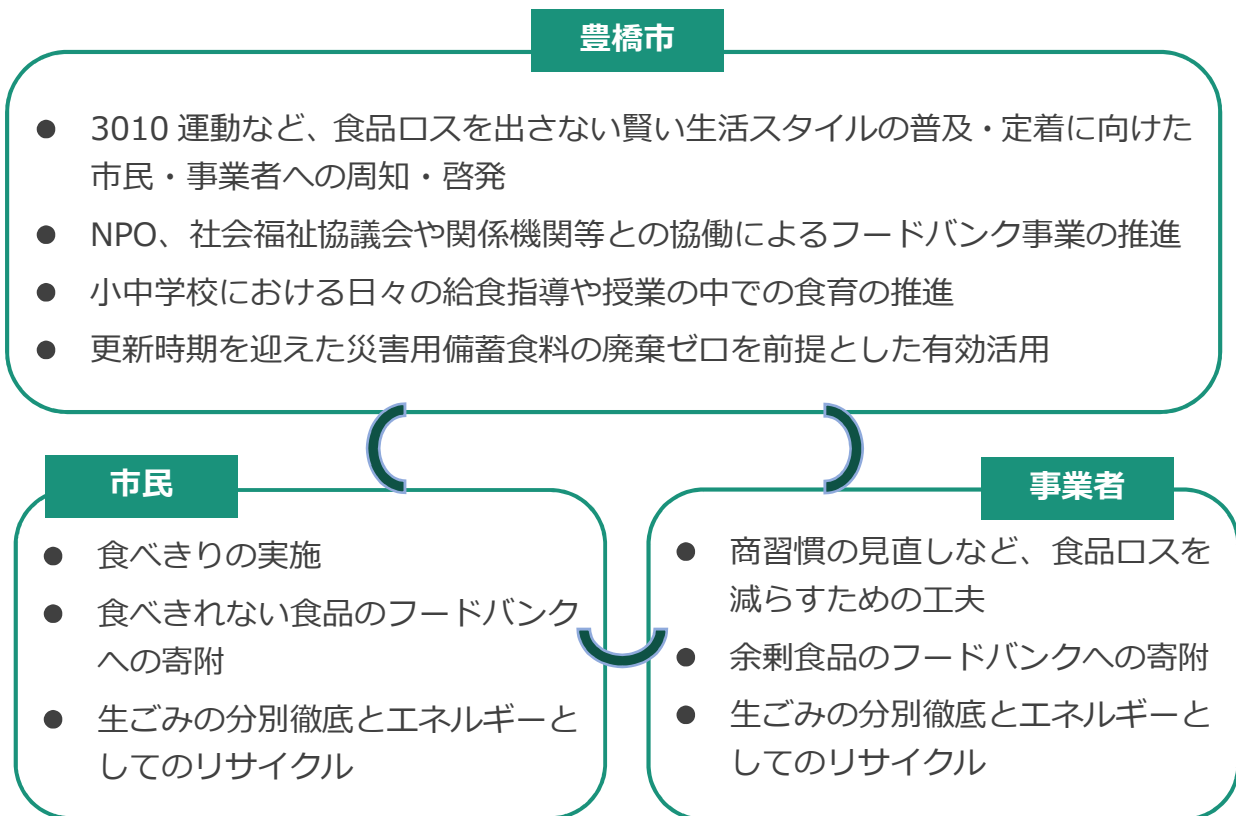 豊橋市
● 3010 運動など、食品ロスを出さない賢い生活スタイルの普及・定着に向けた
市民・事業者への周知・啓発
● NPO、社会福祉協議会や関係機関等との協働によるフードバンク事業の推進
● 小中学校における日々の給食指導や授業の中での食育の推進
● 更新時期を迎えた災害用備蓄食料の廃棄ゼロを前提とした有効活用
市民
● 食べきりの実施
● 食べきれない食品のフードバンク
への寄附
● 生ごみの分別徹底とエネルギーと
してのリサイクル
事業者
● 商習慣の見直しなど、食品ロスを
減らすための工夫
● 余剰食品のフードバンクへの寄附
● 生ごみの分別徹底とエネルギーと
してのリサイクル